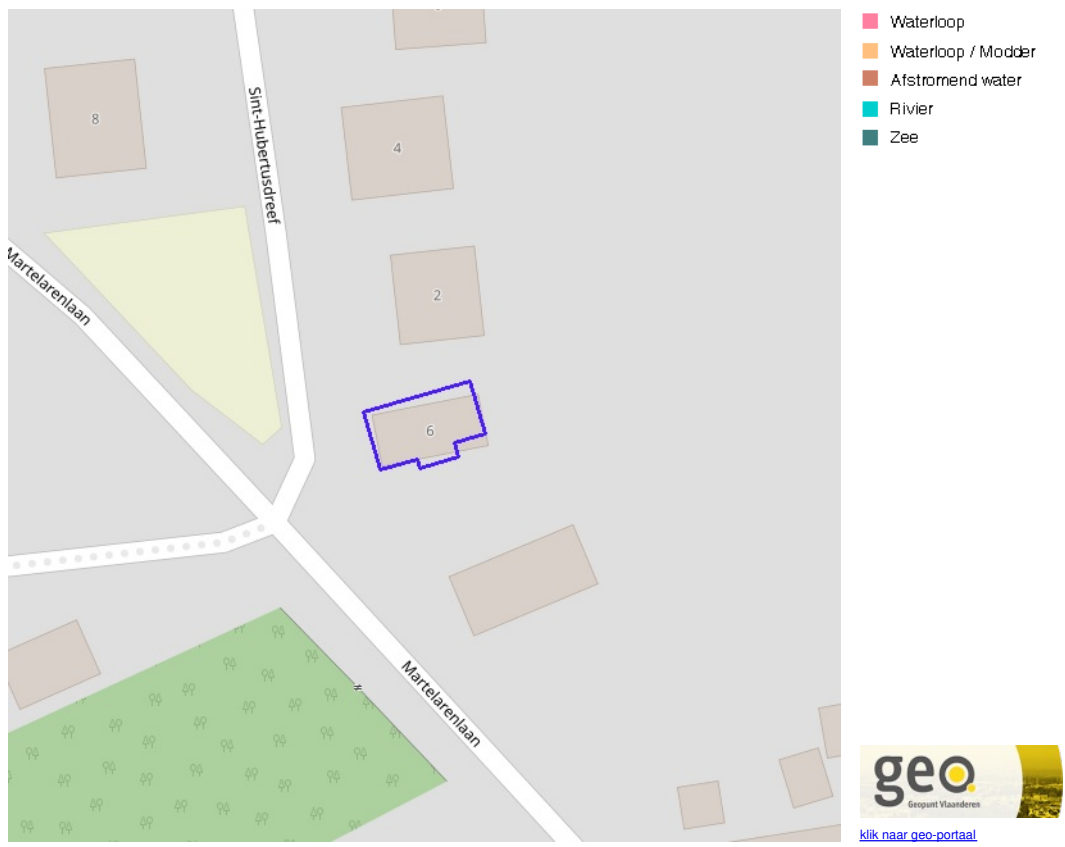 8
4
Sint-Hubertusdreef
Martelarenlaan
2
6
Martelarenlaan
Waterloop
Waterloop / Modder
Afstromend water
Rivier
Zee
geo.
Geopunt Vlaanderen
klik naar geo-portaal